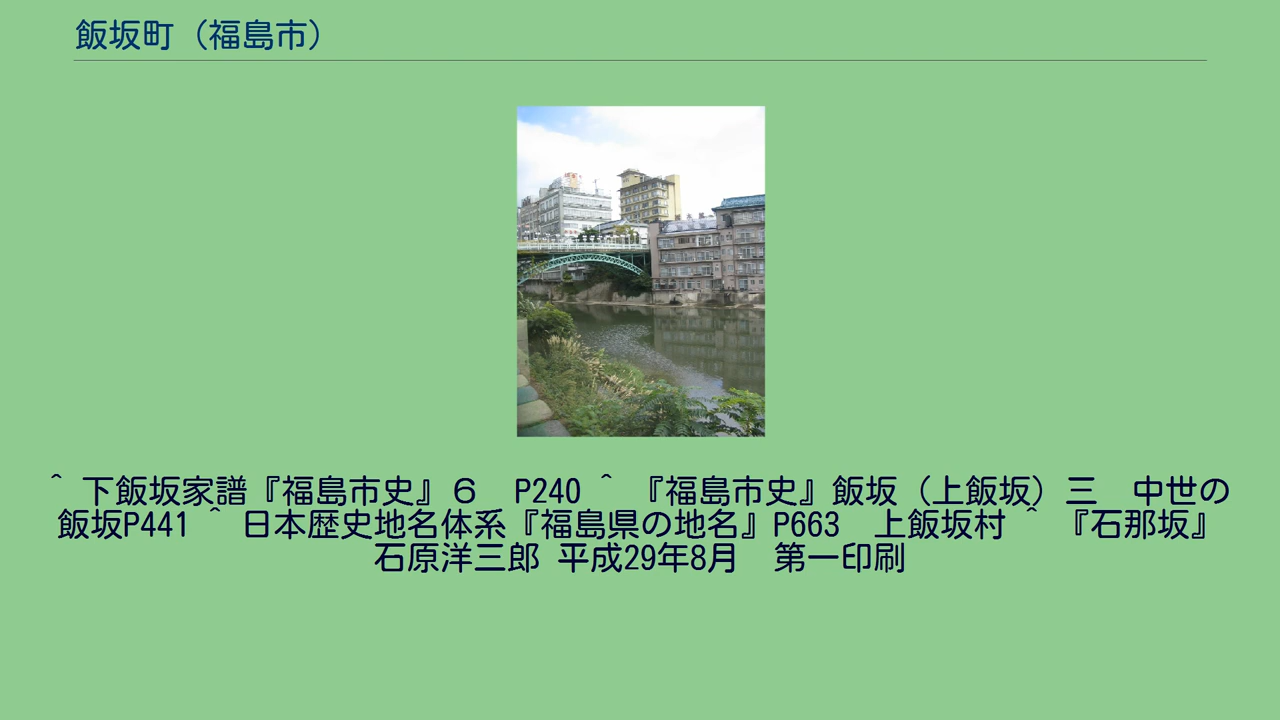 飯坂町（福島市）
^ 下飯坂家譜『福島市史』６　P240 ^ 『福島市史』飯坂（上飯坂）三　中世の
飯坂P441 ^ 日本歴史地名体系『福島県の地名』P663　上飯坂村 ^ 『石那坂』
石原洋三郎 平成29年8月　第一印刷